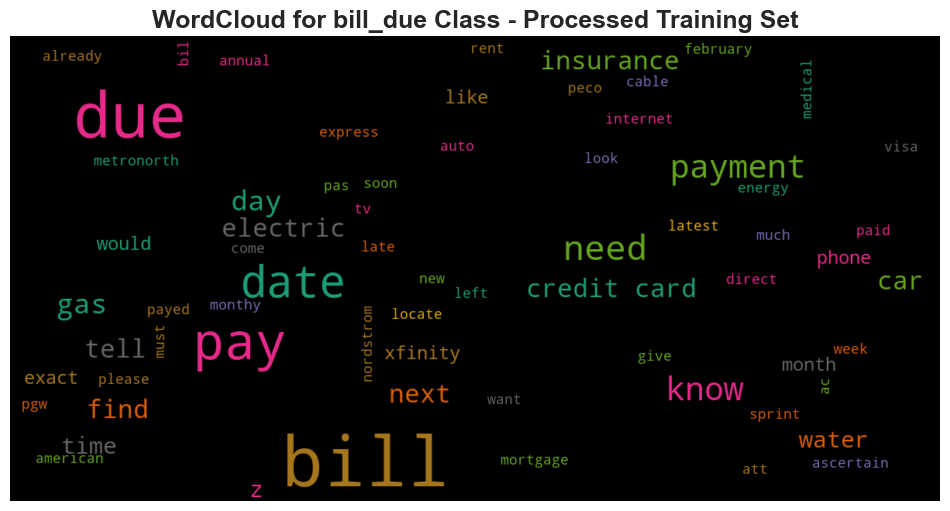 WordCloud for bill_due Class - Processed Training Set
already
bil
annual
rent
insurance
february
due
like
peco
cable
medical
metronorth
express
auto
internet
look
visa
payment
energy
pas
soon
day
tv
electric
come
would
late
need
latest
much
paid
phone
date
new
left
credit card
direct
car
gas
payed
monthy
locate
tell
must
pay
nordstrom
xfinity
give
week
month
exact
please
next
want
know
ac
pgw
find
sprint
time
water
american
bill
mortgage
att
ascertain
z